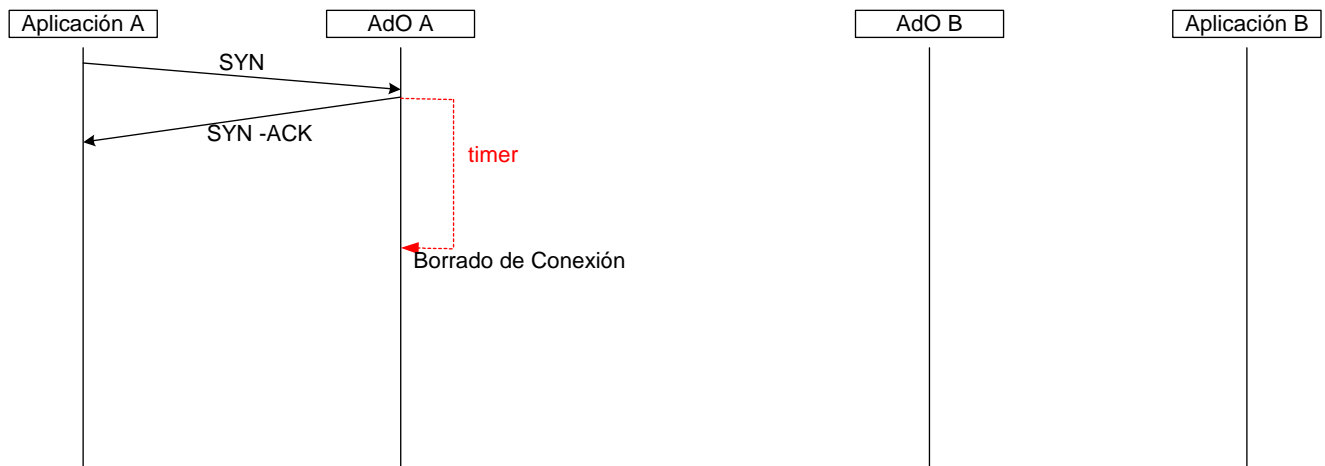 Aplicación A
AdO A
AdO B
Aplicación B
SYN
SYN -ACK
timer
Borrado de Conexión